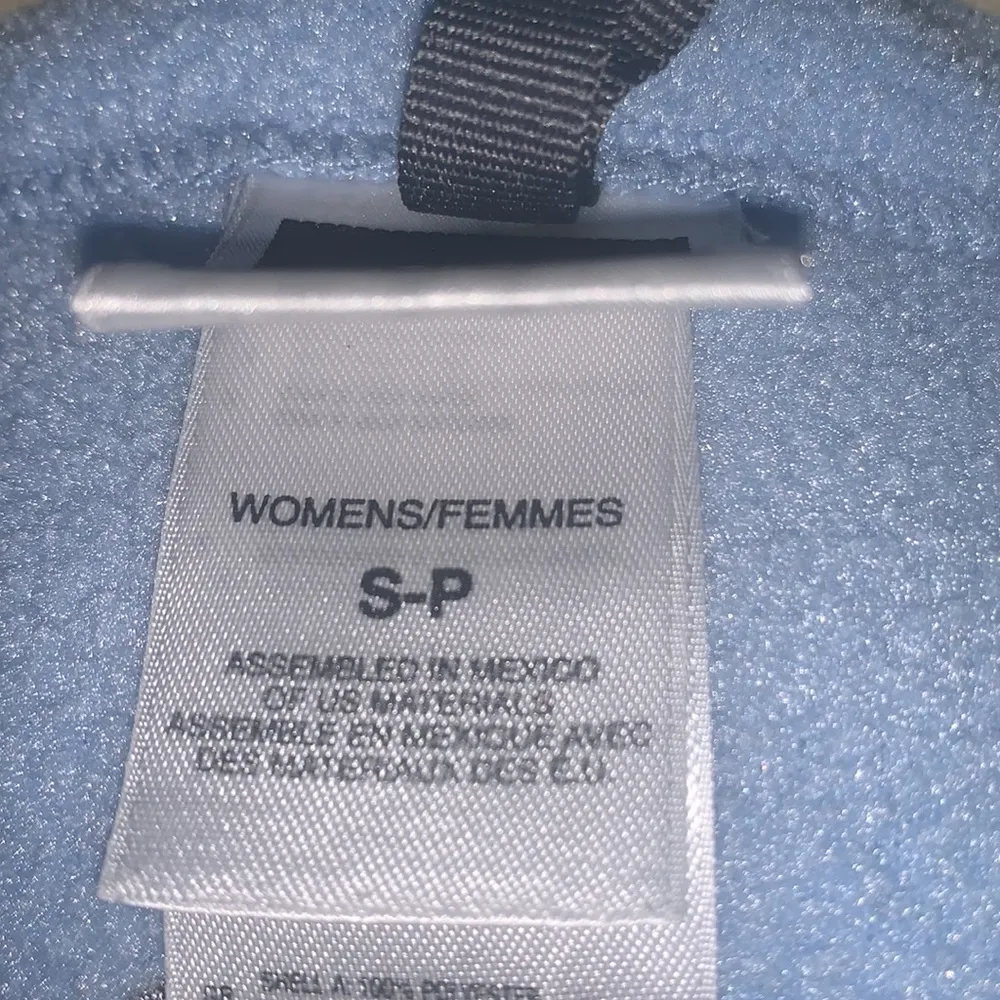 WOMENS/FEMMES
S-P
ASSEMBLED IN MEXICO
OF US MATERIALS
ASSEMBLE EN MEXIQUE AVEC
DES MATERIAUX DES E.U
SHELL A: 100% POLYESTER